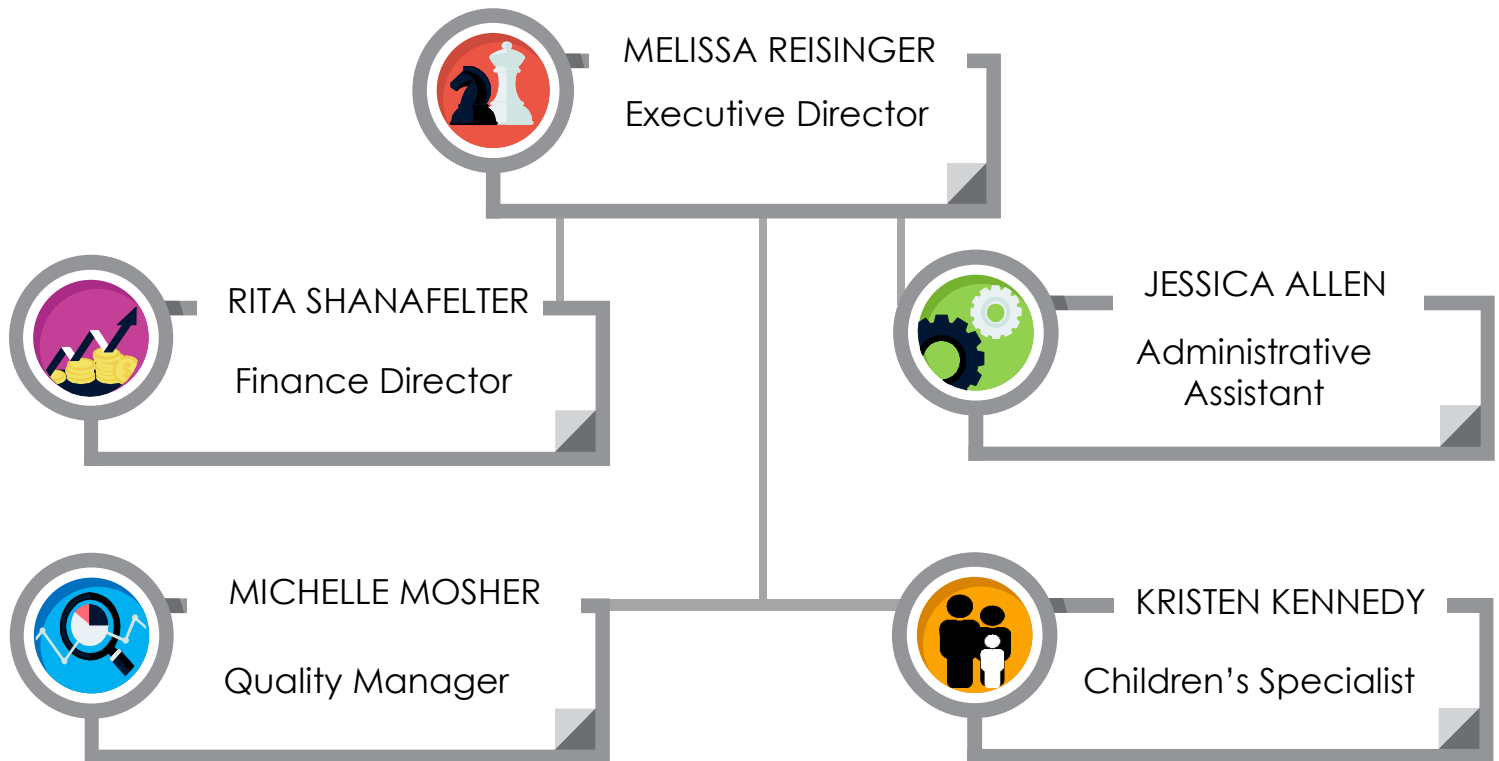 MELISSA REISINGER
Executive Director
RITA SHANAFELTER
Finance Director
JESSICA ALLEN
Administrative
Assistant
MICHELLE MOSHER
Quality Manager
KRISTEN KENNEDY
Children’s Specialist